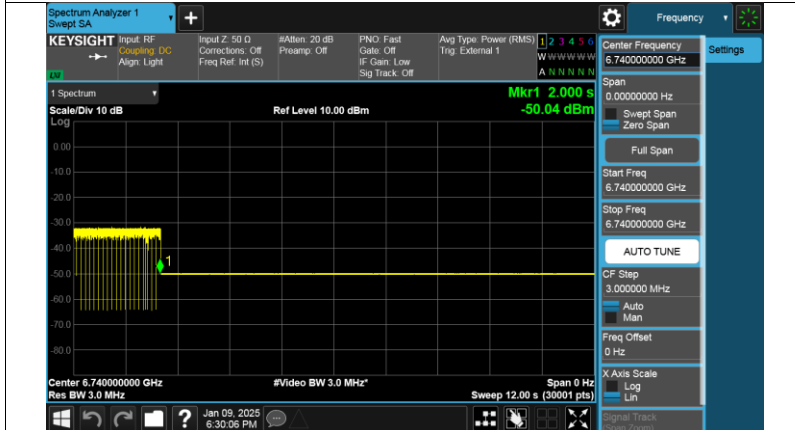 Spectrum Analyzer 1
Swept SA
Frequency
KEYSIGHT
Input: RF
Coupling: DC
Align: Light
Input Z: 50 Ω
Corrections: Off
Freq Ref: Int (S)
#Atten: 20 dB
Preamp: Off
PNO: Fast
Gate: Off
IF Gain: Low
Sig Track: Off
Avg Type: Power (RMS)
Trig: External 1
1 2 3 4 5 6
W W W W W W
A N N N N N
LXI
1 Spectrum
Scale/Div 10 dB
Ref Level 10.00 dBm
Mkr1 2.000 s
-50.04 dBm
Log
0.00
-10.0
-20.0
-30.0
-40.0
-50.0
-60.0
-70.0
-80.0
1
Center 6.740000000 GHz
#Video BW 3.0 MHz*
Span 0 Hz
Res BW 3.0 MHz
Sweep 12.00 s (30001 pts)
Center Frequency
6.740000000 GHz
Settings
Span
0.00000000 Hz
Swept Span
Zero Span
Full Span
Start Freq
6.740000000 GHz
Stop Freq
6.740000000 GHz
AUTO TUNE
CF Step
3.000000 MHz
Auto
Man
Freq Offset
0 Hz
X Axis Scale
Log
Lin
Signal Track
(Span Zoom)
?
Jan 09, 2025
6:30:06 PM